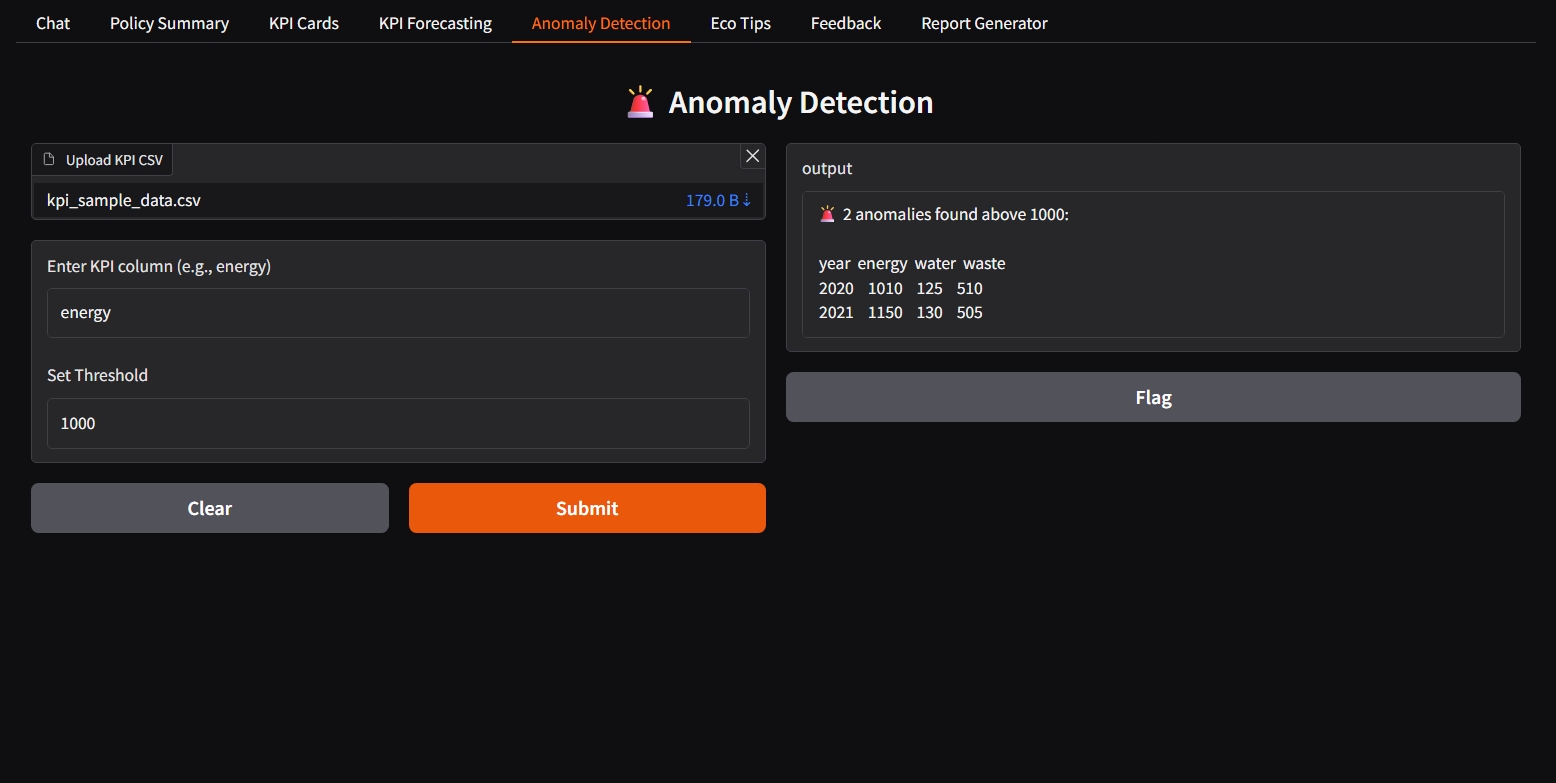 Chat Policy Summary KPI Cards KPI Forecasting Anomaly Detection Eco Tips Feedback Report Generator
🚨 Anomaly Detection
Upload KPI CSV
kpi_sample_data.csv 179.0 B ⇣
Enter KPI column (e.g., energy)
energy
Set Threshold
1000
Clear Submit
output
🚨 2 anomalies found above 1000:
year energy water waste
2020 1010 125 510
2021 1150 130 505
Flag